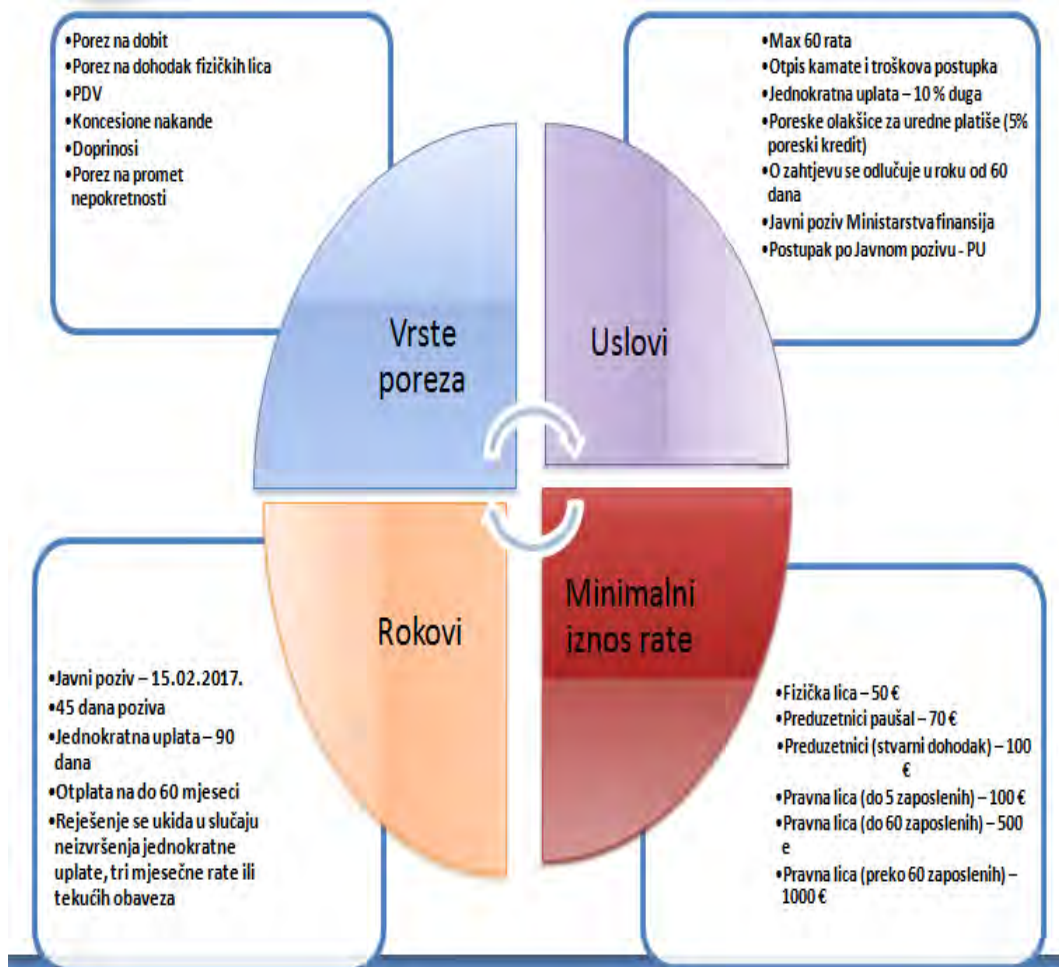 •Porez na dobit
•Porez na dohodak fizičkih lica
•PDV
•Koncesione nakande
•Doprinosi
•Porez na promet
nepokretnosti
•Max 60 rata
•Otpis kamate i troškova postupka
•Jednokratna uplata – 10 % duga
•Poreske olakšice za uredne platiše (5%
poreski kredit)
•O zahtjevu se odlučuje u roku od 60
dana
•Javni poziv Ministarstva finansija
•Postupak po Javnom pozivu - PU
Vrste
poreza
Uslovi
Rokovi
Minimalni
iznos rate
•Javni poziv – 15.02.2017.
•45 dana poziva
•Jednokratna uplata – 90
dana
•Otplata na do 60 mjeseci
•Rejšešenje se ukida u slučaju
neizvršenja jednokratne
uplate, tri mjesečne rate ili
tekućih obaveza
•Fizička lica – 50 €
•Preduzetnici paušal – 70 €
•Preduzetnici (stvarni dohodak) – 100
€
•Pravna lica (do 5 zaposlenih) – 100 €
•Pravna lica (do 60 zaposlenih) – 500
e
•Pravna lica (preko 60 zaposlenih) –
1000 €